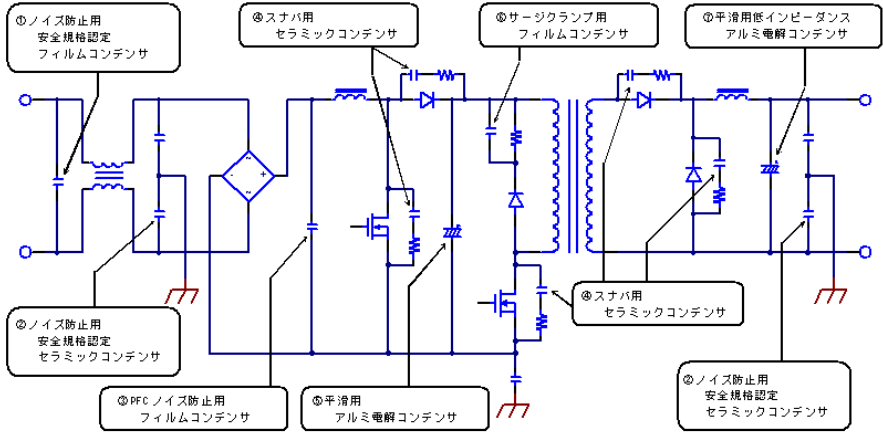 ①ノイズ防止用
安全規格認定
フィルムコンデンサ
④スナバ用
セラミックコンデンサ
⑥サージクランプ用
フィルムコンデンサ
⑦平滑用低インピーダンス
アルミ電解コンデンサ
~
-
+
~
②ノイズ防止用
安全規格認定
セラミックコンデンサ
③PFCノイズ防止用
フィルムコンデンサ
⑤平滑用
アルミ電解コンデンサ
④スナバ用
セラミックコンデンサ
②ノイズ防止用
安全規格認定
セラミックコンデンサ